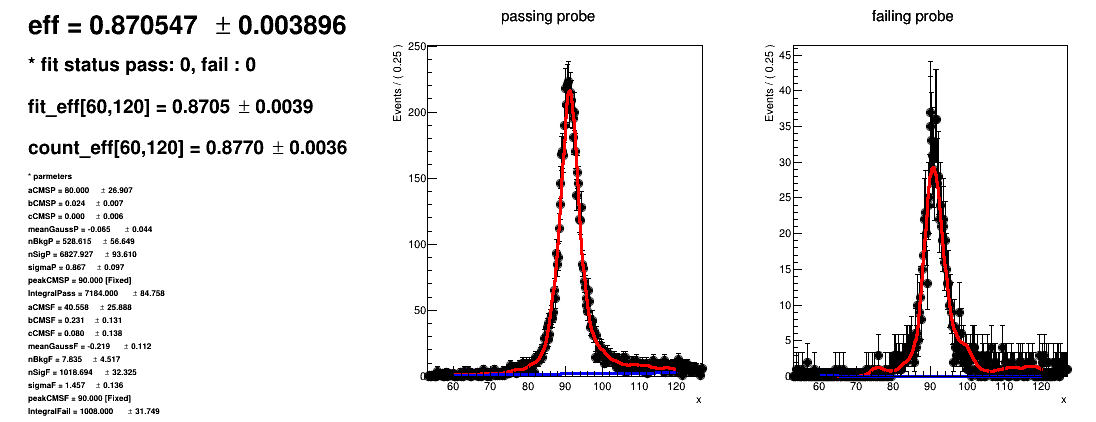 eff = 0.870547 ± 0.003896
* fit status pass: 0, fail : 0
fit_eff[60,120] = 0.8705 ± 0.0039
count_eff[60,120] = 0.8770 ± 0.0036
* parmeters
aCMSP = 80.000 ± 26.907
bCMSP = 0.024 ± 0.007
cCMSP = 0.000 ± 0.006
meanGaussP = -0.065 ± 0.044
nBkgP = 528.615 ± 56.649
nSigP = 6827.927 ± 93.610
sigmaP = 0.867 ± 0.097
peakCMSP = 90.000 [Fixed]
IntegralPass = 7184.000 ± 84.758
aCMSF = 40.558 ± 25.888
bCMSF = 0.231 ± 0.131
cCMSF = 0.080 ± 0.138
meanGaussF = -0.219 ± 0.112
nBkgF = 7.835 ± 4.517
nSigF = 1018.694 ± 32.325
sigmaF = 1.457 ± 0.136
peakCMSF = 90.000 [Fixed]
IntegralFail = 1008.000 ± 31.749
passing probe
Events / ( 0.25 )
250
200
150
100
50
0
60 70 80 90 100 110 120
x
failing probe
Events / ( 0.25 )
45
40
35
30
25
20
15
10
5
0
60 70 80 90 100 110 120
x